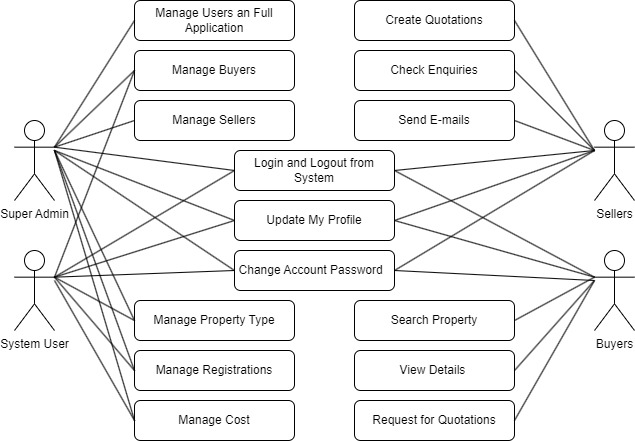 Manage Users an Full
Application
Create Quotations
Manage Buyers
Check Enquiries
Manage Sellers
Send E-mails
Login and Logout from
System
Super Admin
Sellers
Update My Profile
Change Account Password
Manage Property Type
Search Property
System User
Buyers
Manage Registrations
View Details
Manage Cost
Request for Quotations